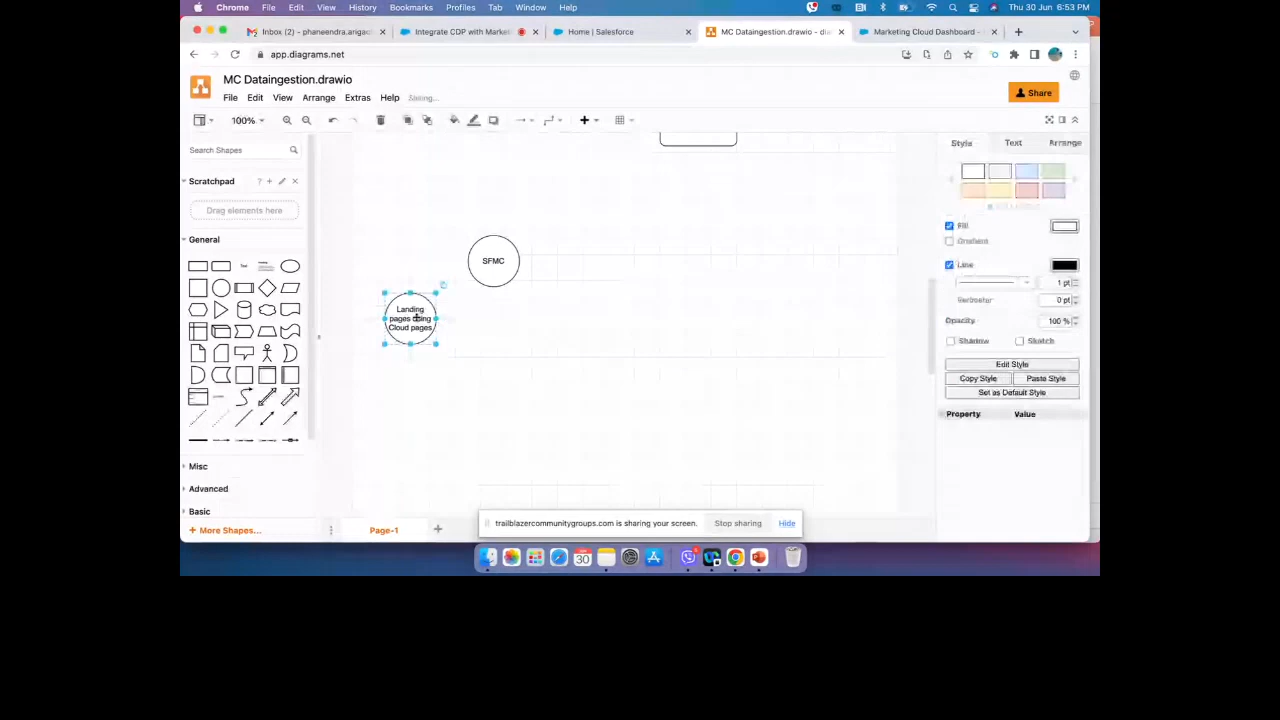 Chrome File Edit View History Bookmarks Profiles Tab Window Help Thu 30 Jun 6:53 PM
Inbox (2) - phaneendra.arigac
Integrate CDP with Market
Home | Salesforce
MC Dataingestion.drawio - dia
Marketing Cloud Dashboard -
app.diagrams.net
MC Dataingestion.drawio
File Edit View Arrange Extras Help Saving...
Share
100%
Search Shapes
Style Text Arrange
Scratchpad
Drag elements here
General
Fill
Gradient
Line
1 pt
Perimeter 0 pt
Opacity 100 %
Shadow Sketch
Edit Style
Copy Style Paste Style
Set as Default Style
Property Value
SFMC
Landing
pages using
Cloud pages
Misc
Advanced
Basic
+ More Shapes...
Page-1
trailblazercommunitygroups.com is sharing your screen. Stop sharing Hide
30